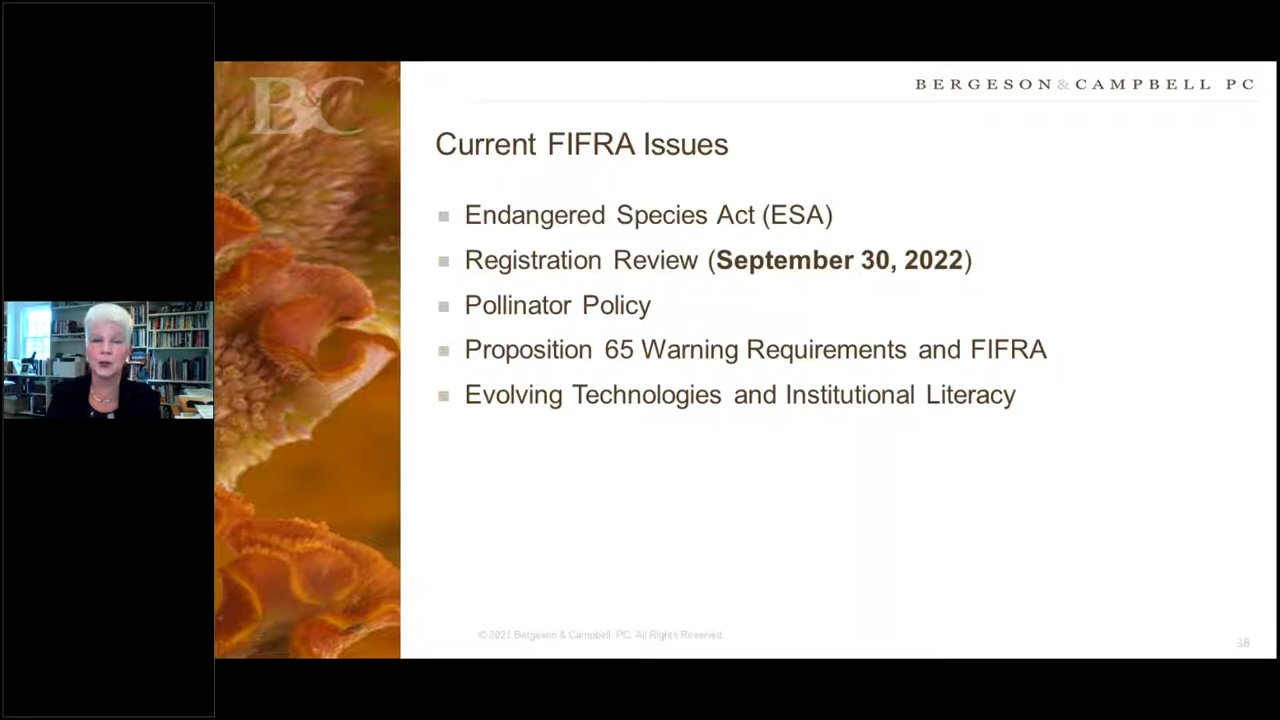 B&C
BERGESON&CAMPBELL PC
Current FIFRA Issues
Endangered Species Act (ESA)
Registration Review (September 30, 2022)
Pollinator Policy
Proposition 65 Warning Requirements and FIFRA
Evolving Technologies and Institutional Literacy
© 2021 Bergeson & Campbell PC. All Rights Reserved.
38